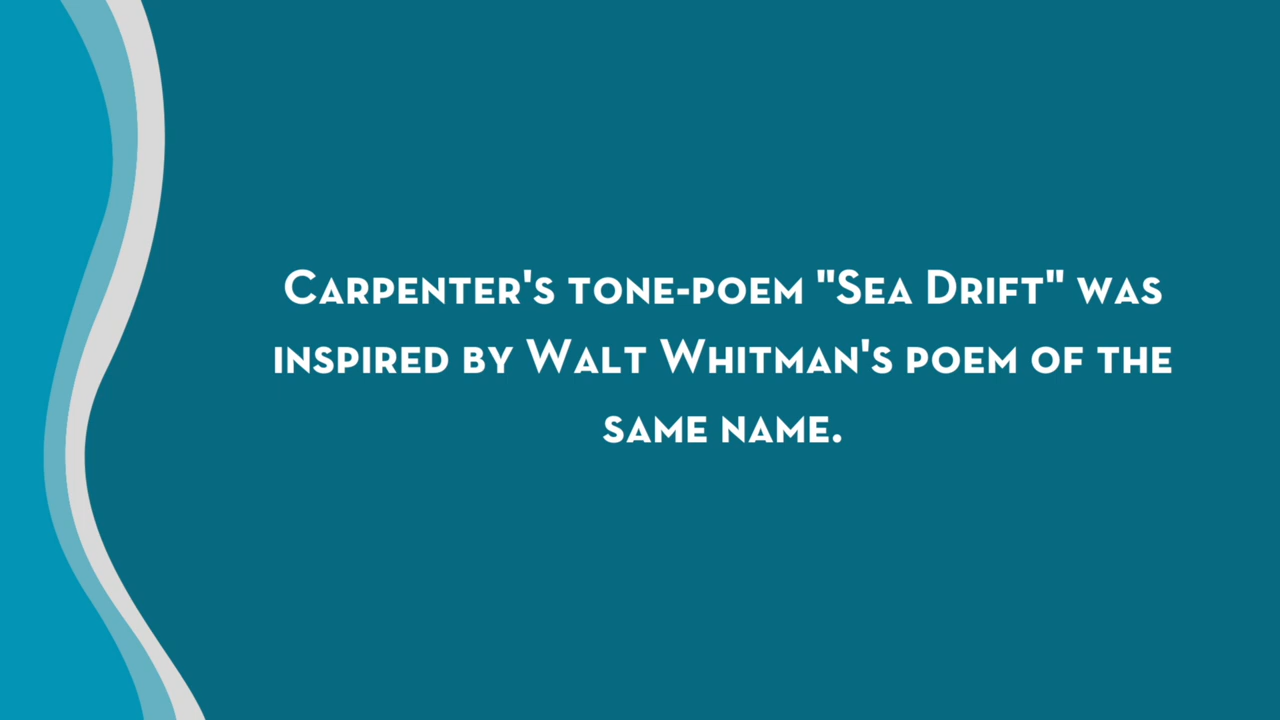 Carpenter's tone-poem "Sea Drift" was
inspired by Walt Whitman's poem of the
same name.